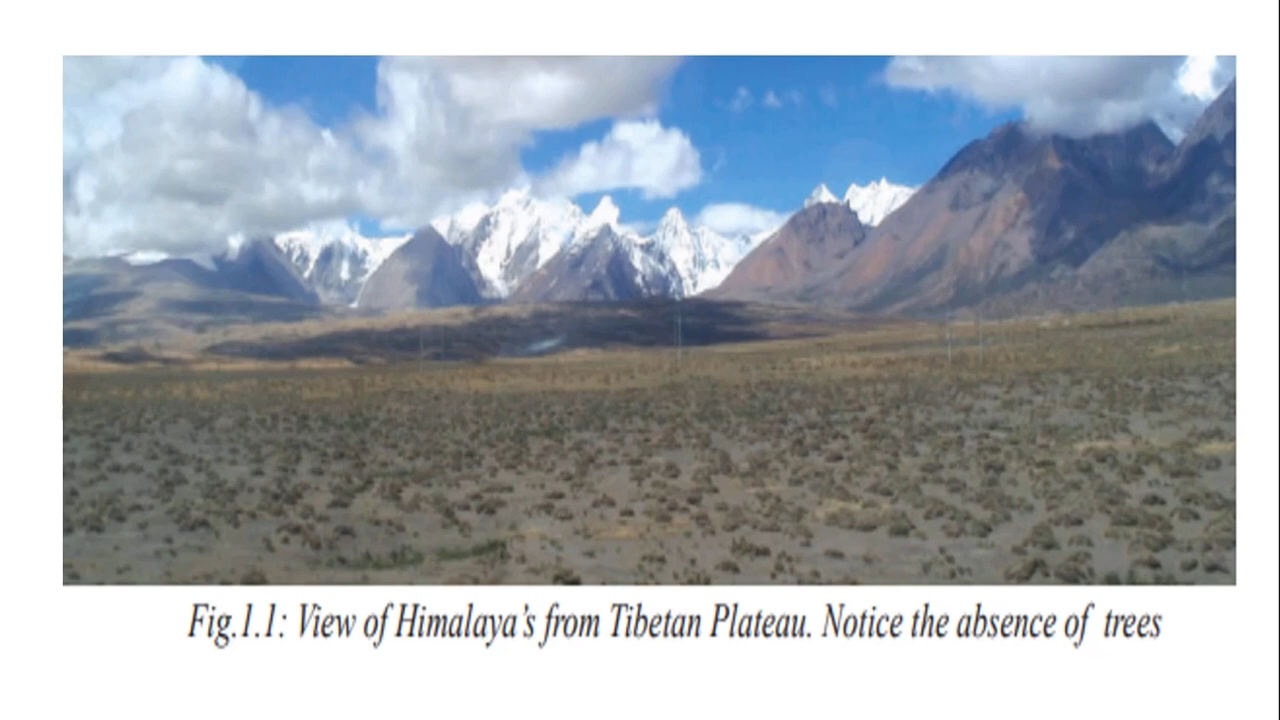 Fig.1.1: View of Himalaya's from Tibetan Plateau. Notice the absence of trees